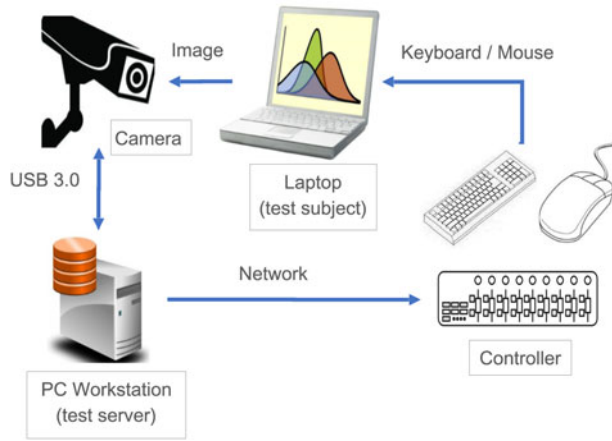 Image
Keyboard / Mouse
Camera
USB 3.0
Laptop
(test subject)
Network
Controller
PC Workstation
(test server)